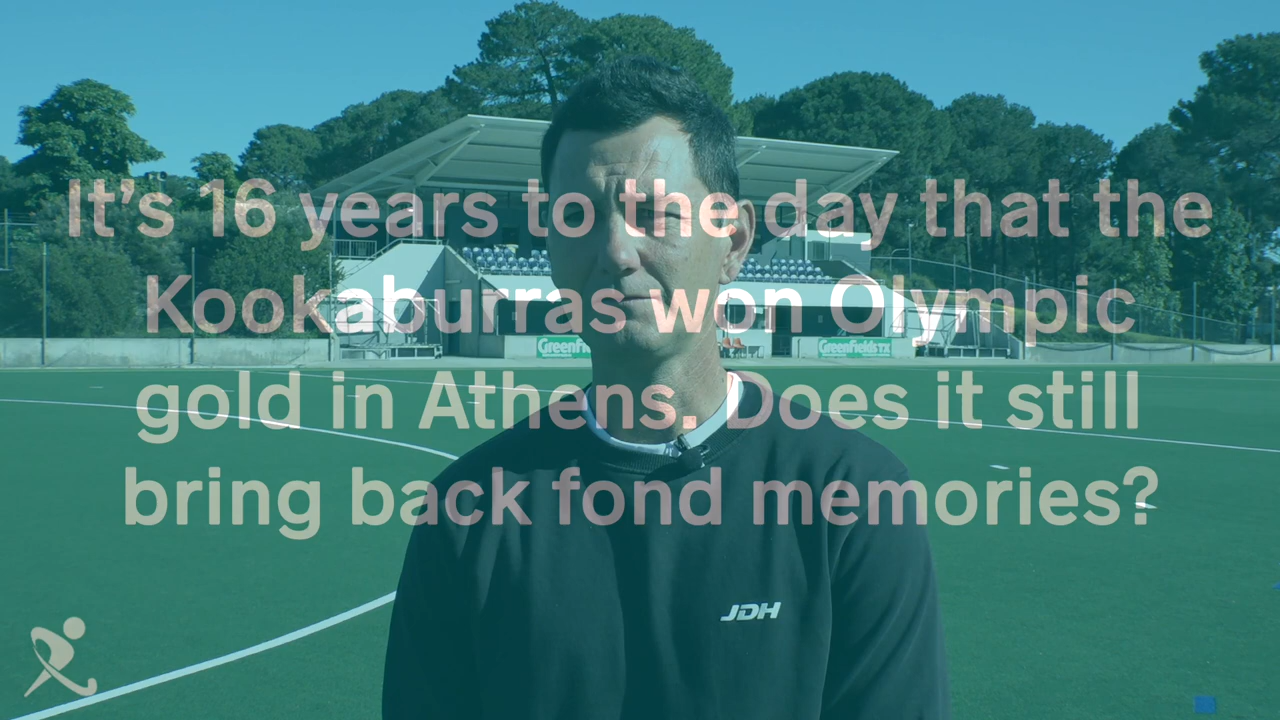 It's 16 years to the day that the
Kookaburras won Olympic
gold in Athens. Does it still
bring back fond memories?
GreenFields TX
JDH